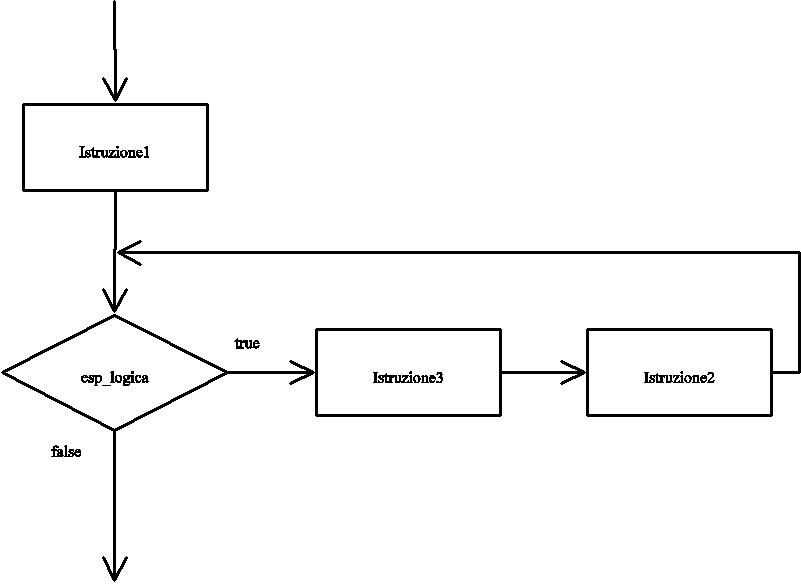 Istruzione1
true
esp_logica
Istruzione3
Istruzione2
false